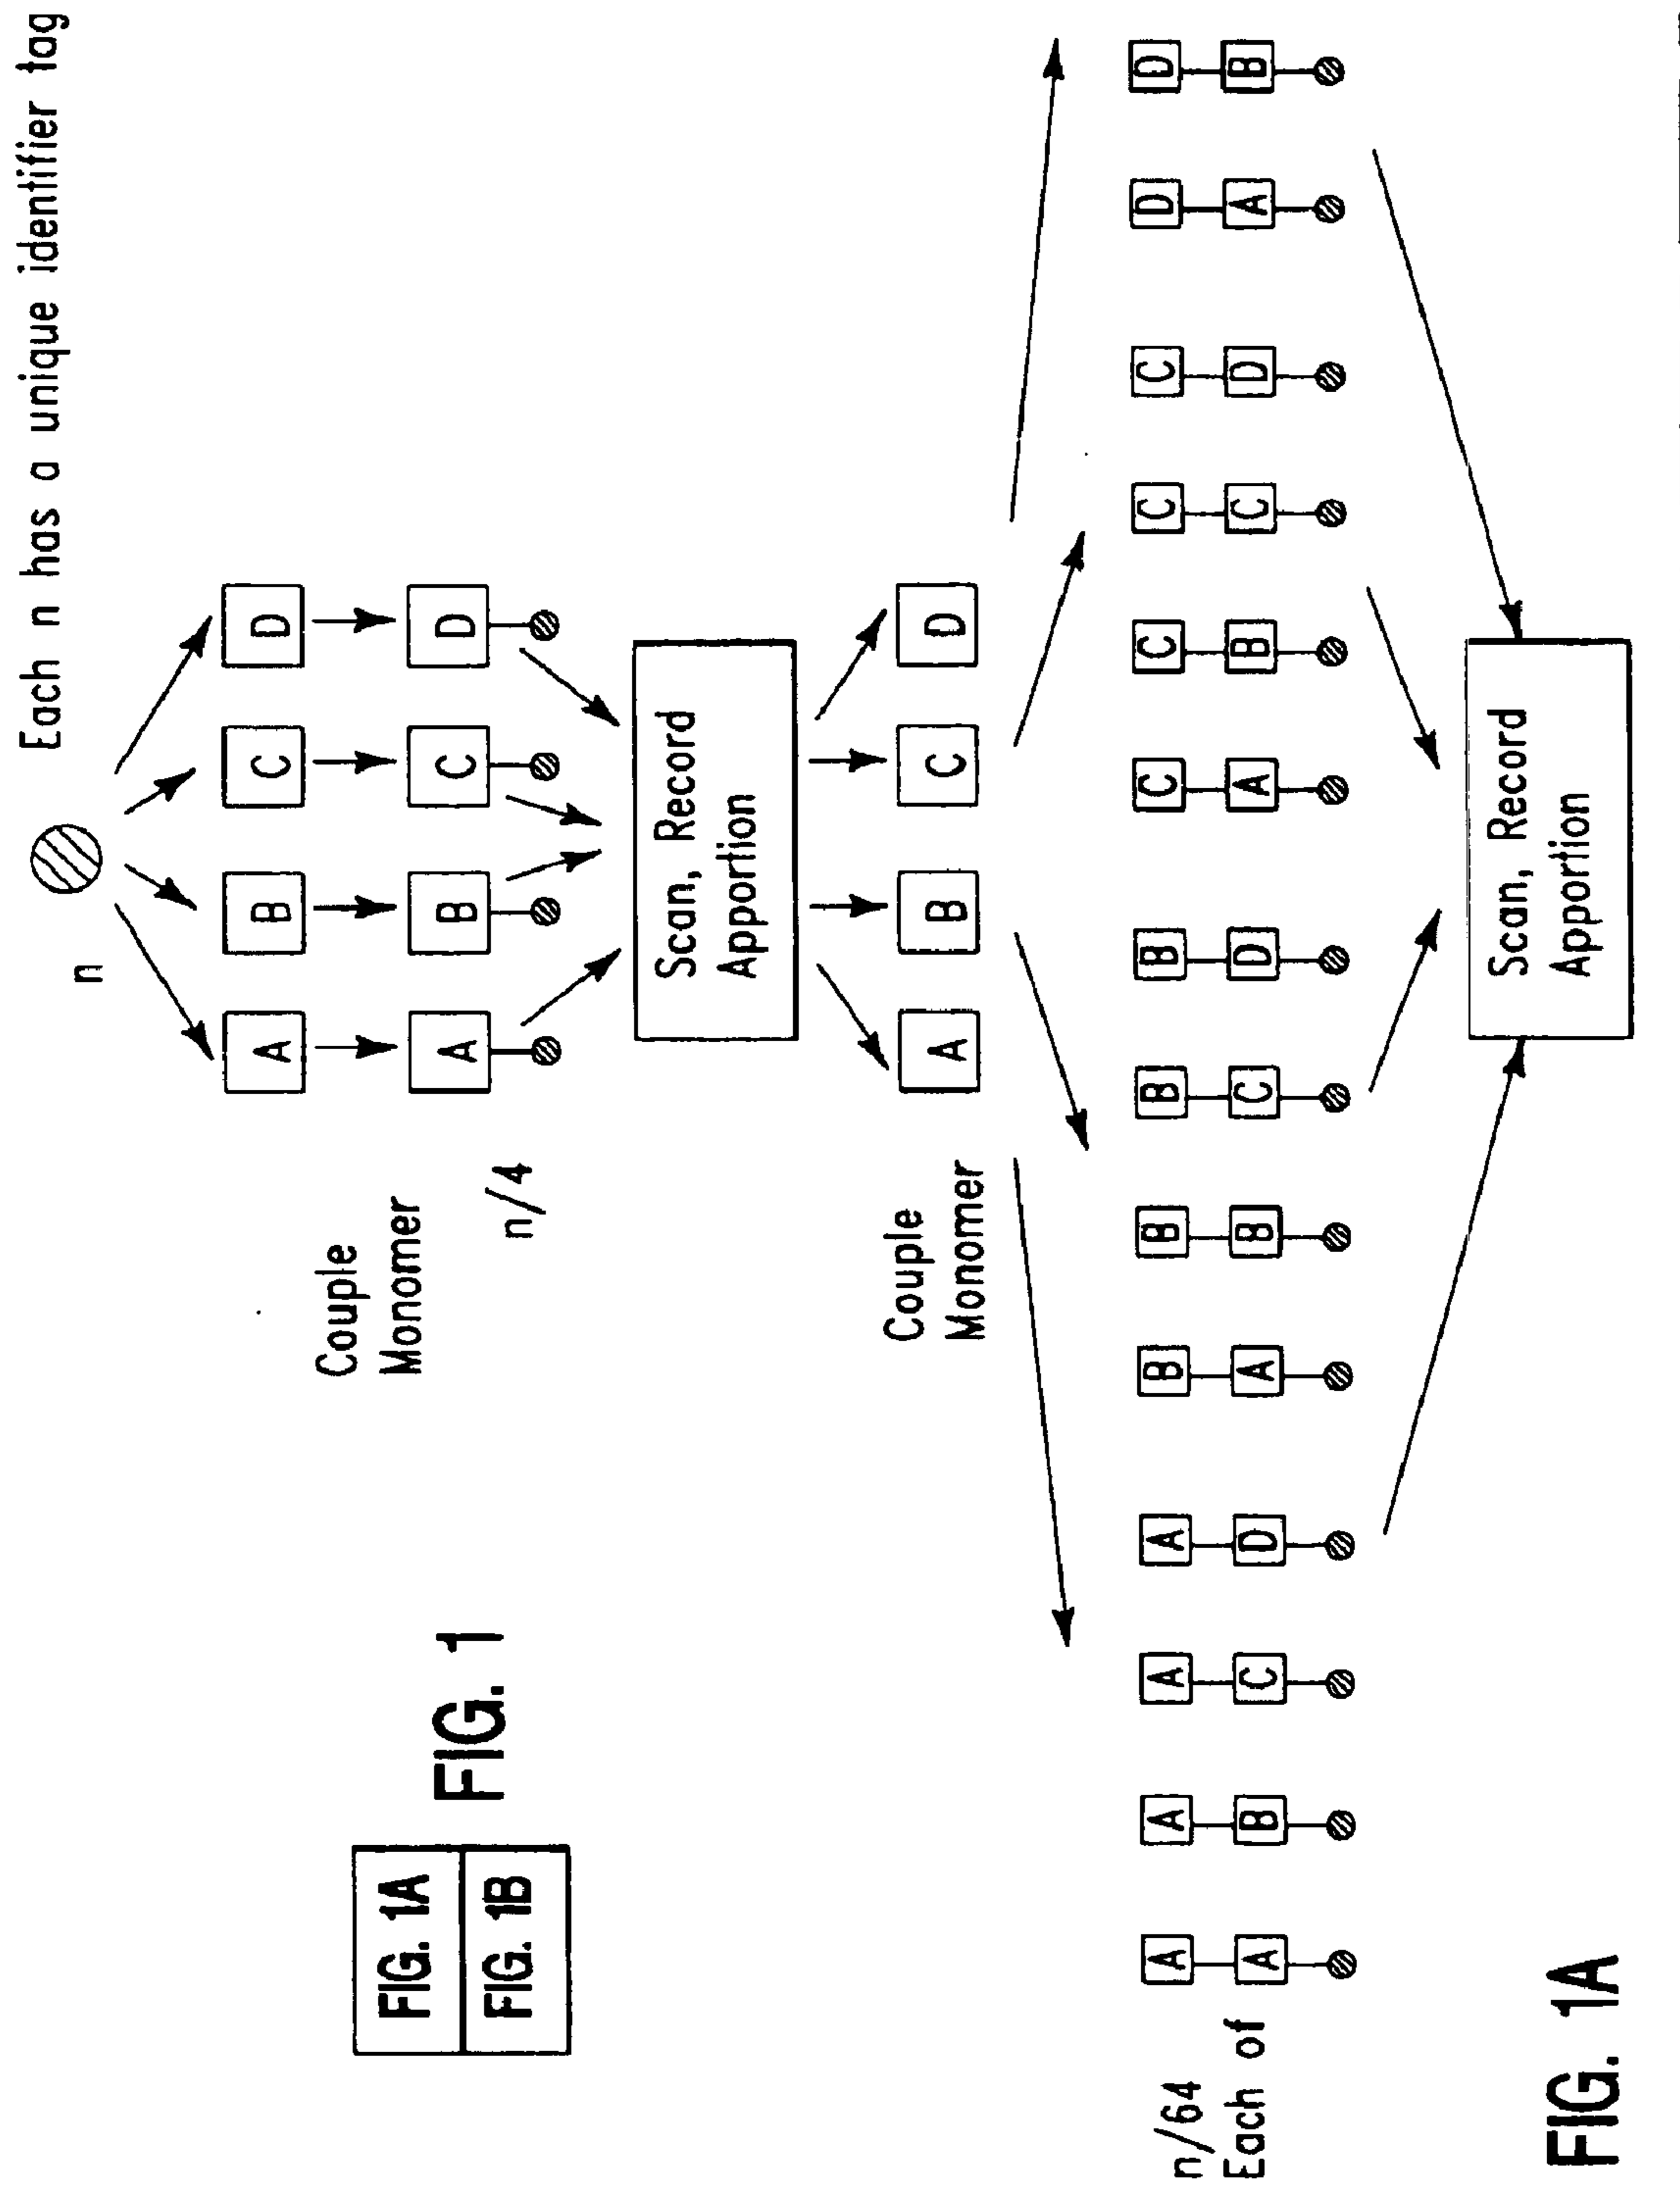 Each n has a unique identifier tag
n
A B C D
Couple
Monomer
A B C D
n/4
Scan, Record
Apportion
FIG. 1A
FIG. 1B
FIG. 1
Couple
Monomer
A B C D
n/64
Each of
A A A A B B B B C C C C D D
A B C D A B C D A B C D A B
Scan, Record
Apportion
FIG. 1A